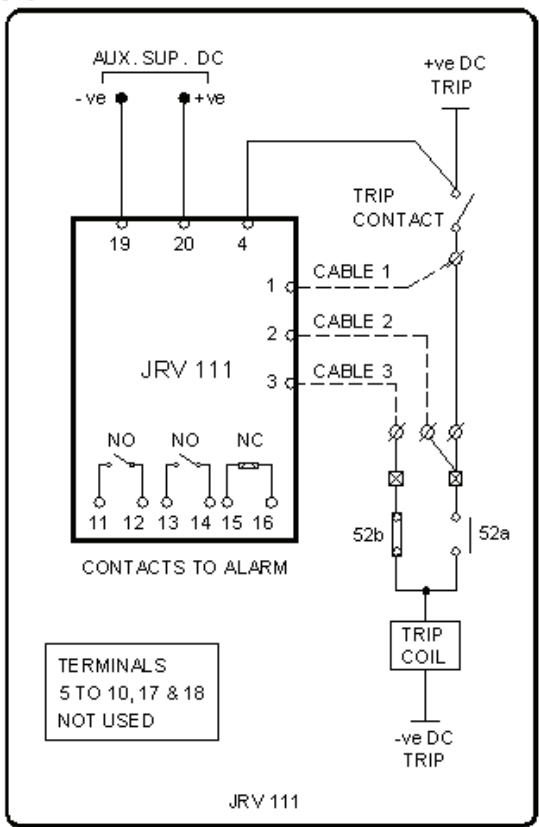 AUX. SUP. DC
-ve +ve
+ve DC
TRIP
TRIP
CONTACT
19 20 4
1 CABLE 1
2 CABLE 2
3 CABLE 3
JRV 111
NO NO NC
11 12 13 14 15 16
52b 52a
CONTACTS TO ALARM
TRIP
COIL
TERMINALS
5 TO 10, 17 & 18
NOT USED
-ve DC
TRIP
JRV 111